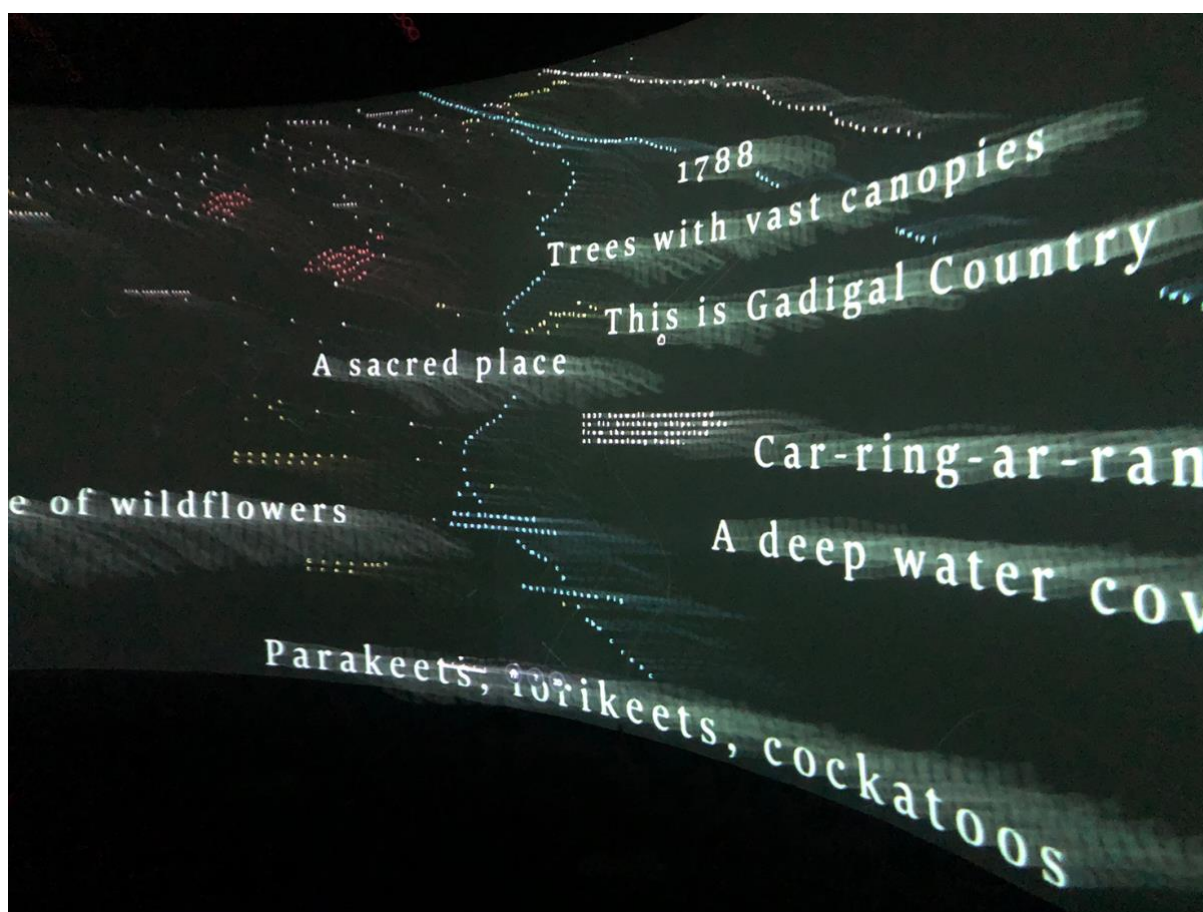 1788
Trees with vast canopies
This is Gadigal Country
A sacred place
Car-ring-ar-ran
e of wildflowers
A deep water cov
Parakeets, lorikeets, cockatoos